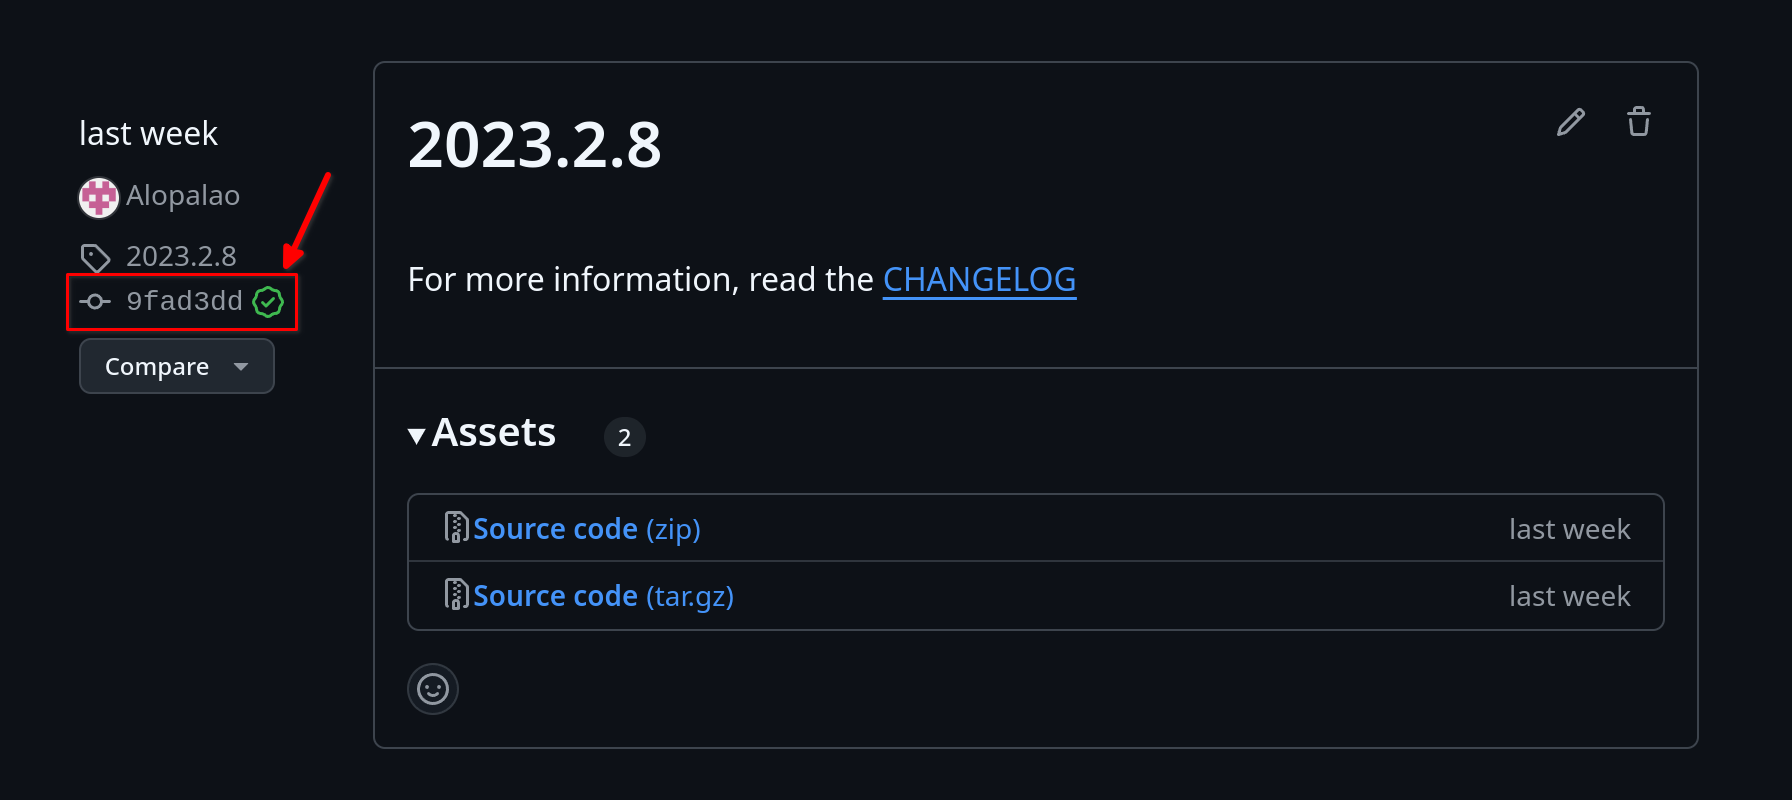 last week
Alopalao
2023.2.8
9fad3dd
Compare
2023.2.8
For more information, read the CHANGELOG
Assets 2
Source code (zip) last week
Source code (tar.gz) last week